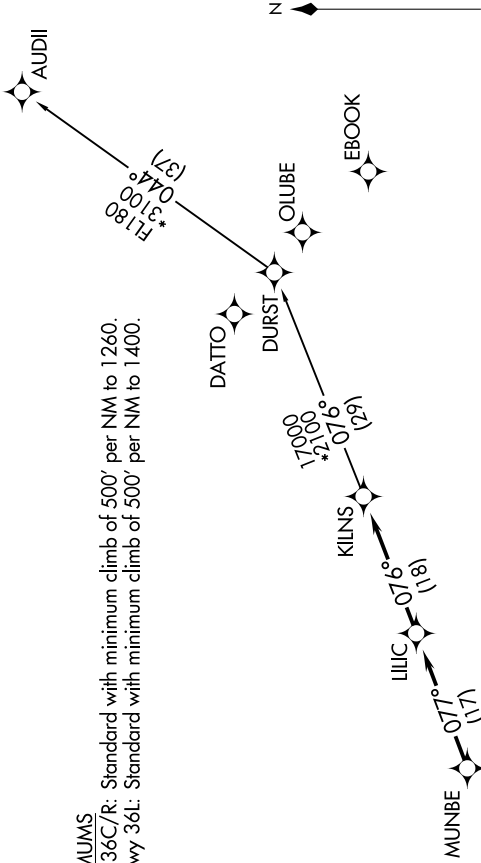 MUMS
36C/R: Standard with minimum climb of 500' per NM to 1260.
wy 36L: Standard with minimum climb of 500' per NM to 1400.
AUDII
FL180
*3100
044°
(37)
N
EBOOK
OLUBE
DATTO
DURST
17000
*2100
076°
(29)
KILNS
076°
(18)
LILIC
077°
(17)
MUNBE